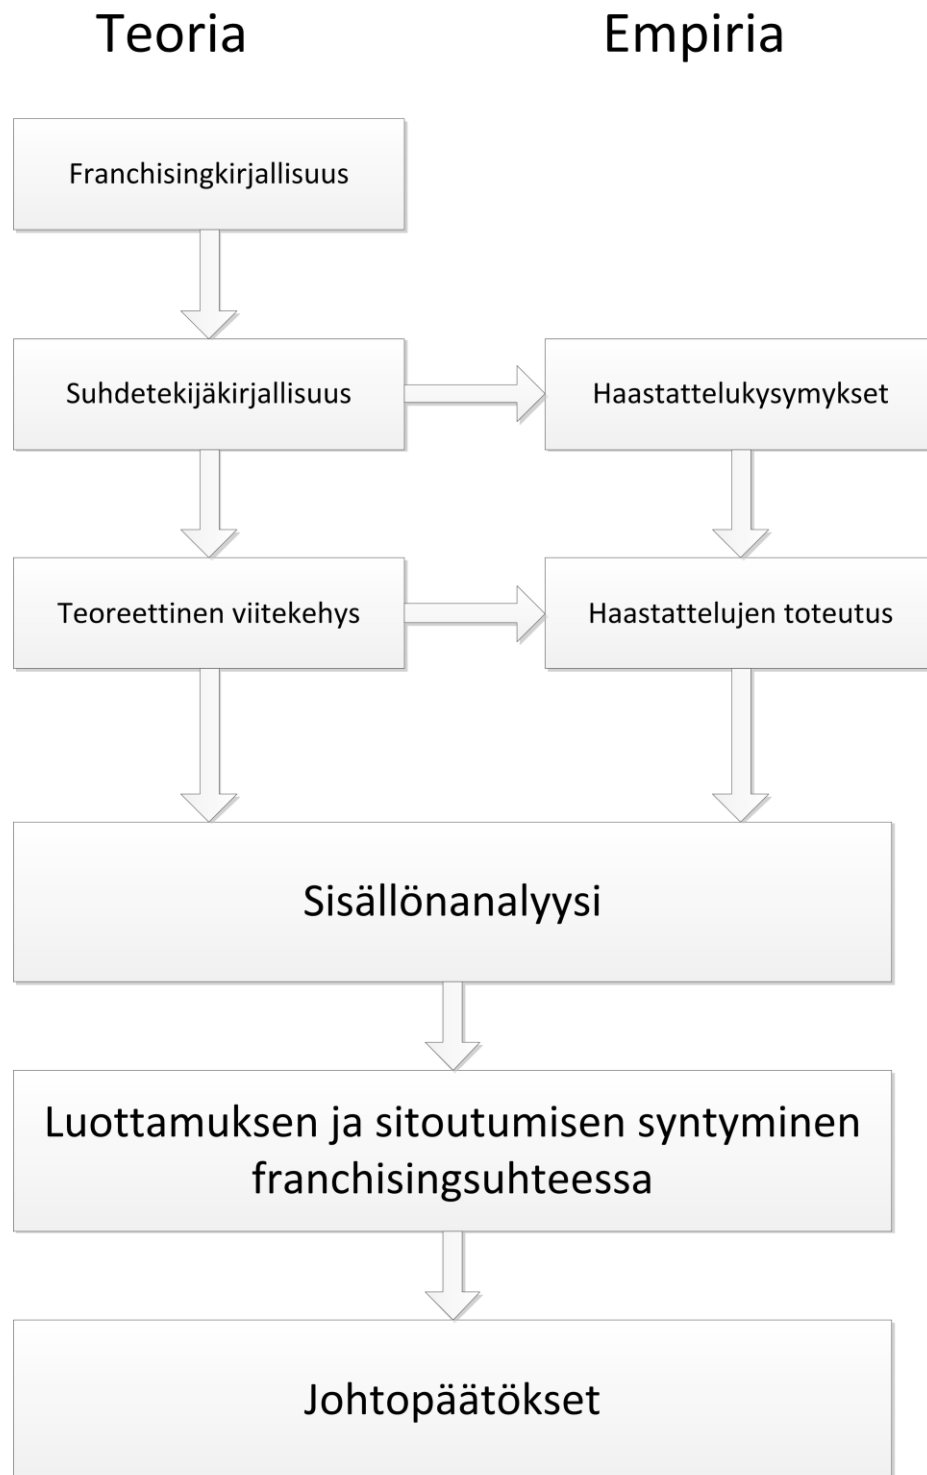 Teoria
Empiria
Franchisingkirjallisuus
Suhdetekijäkirjallisuus
Haastattelukysymykset
Teoreettinen viitekehys
Haastattelujen toteutus
Sisällönanalyysi
Luottamuksen ja sitoutumisen syntyminen
franchisingsuhteessa
Johtopäätökset